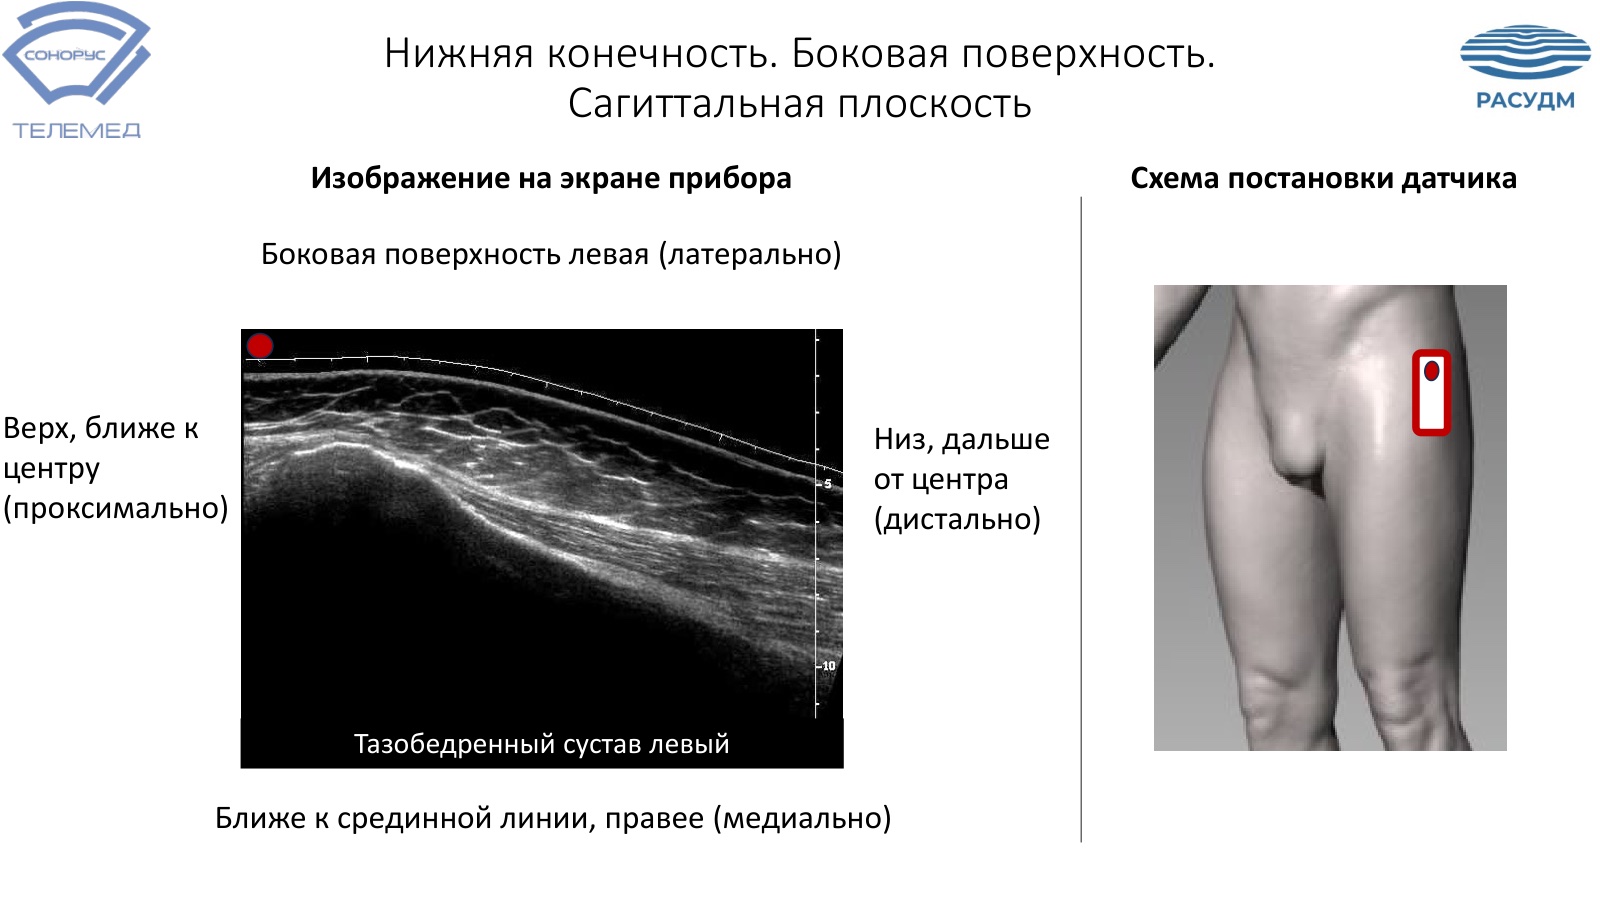 СОНОРУС
ТЕЛЕМЕД
Нижняя конечность. Боковая поверхность.
Сагиттальная плоскость
РАСУДМ
Изображение на экране прибора
Схема постановки датчика
Боковая поверхность левая (латерально)
Верх, ближе к
центру
(проксимально)
Низ, дальше
от центра
(дистально)
5
10
Тазобедренный сустав левый
Ближе к срединной линии, правее (медиально)